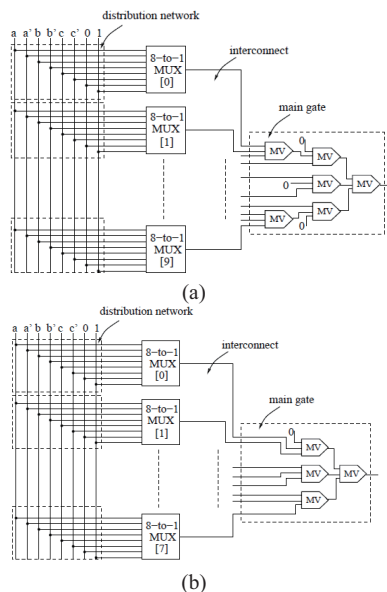 distribution network
a a' b b' c c' 0 1
8-to-1
MUX
[0]
interconnect
8-to-1
MUX
[1]
main gate
0
MV
MV
0
MV
MV
MV
MV
0
8-to-1
MUX
[9]
(a)
distribution network
a a' b b' c c' 0 1
8-to-1
MUX
[0]
interconnect
8-to-1
MUX
[1]
main gate
0
MV
MV
MV
MV
8-to-1
MUX
[7]
(b)